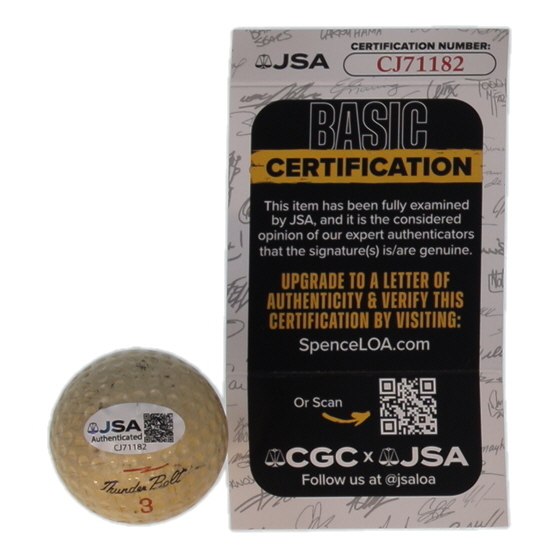 JSA
CERTIFICATION NUMBER:
CJ71182
BASIC
CERTIFICATION
This item has been fully examined
by JSA, and it is the considered
opinion of our expert authenticators
that the signature(s) is/are genuine.
UPGRADE TO A LETTER OF
AUTHENTICITY & VERIFY THIS
CERTIFICATION BY VISITING:
SpenceLOA.com
Or Scan
CGC x JSA
Follow us at @jsaloa
JSA
Authenticated
CJ71182
Thunder Bolt
3